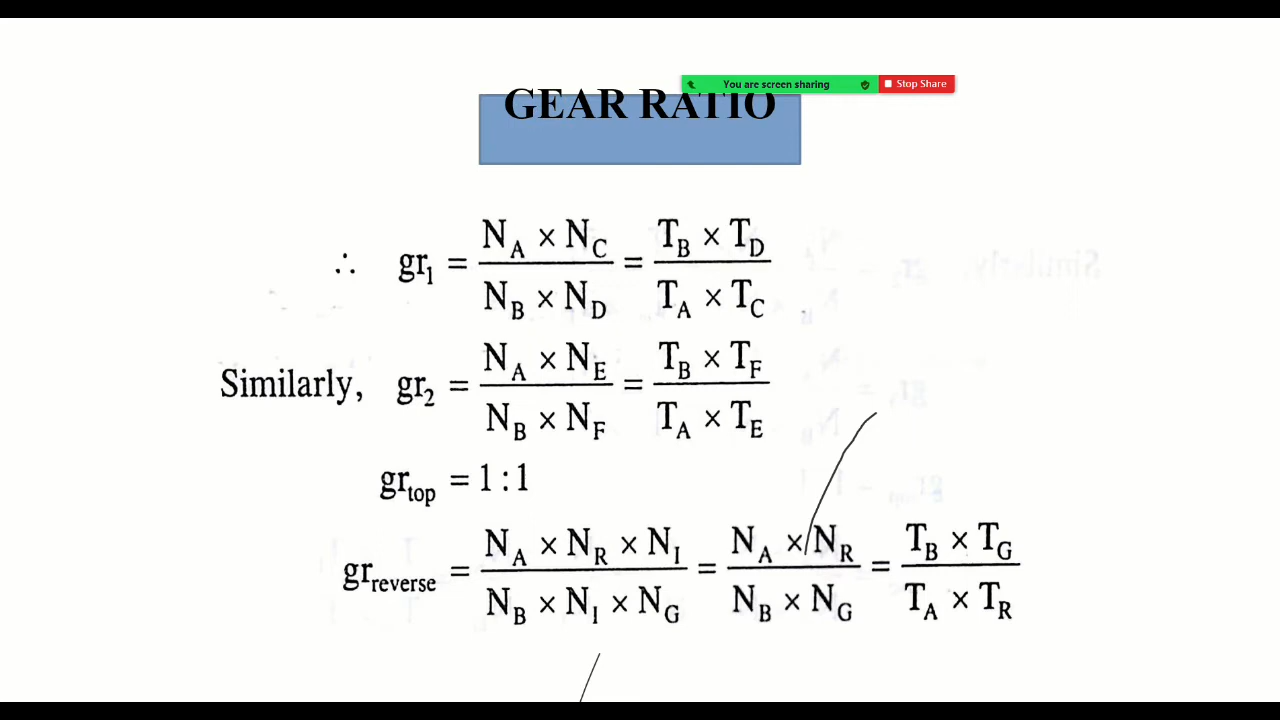 You are screen sharing Stop Share
GEAR RATIO
∴ gr₁ = (N_A × N_C) / (N_B × N_D) = (T_B × T_D) / (T_A × T_C)
Similarly, gr₂ = (N_A × N_E) / (N_B × N_F) = (T_B × T_F) / (T_A × T_E)
gr_top = 1 : 1
gr_reverse = (N_A × N_R × N_I) / (N_B × N_I × N_G) = (N_A × N_R) / (N_B × N_G) = (T_B × T_G) / (T_A × T_R)